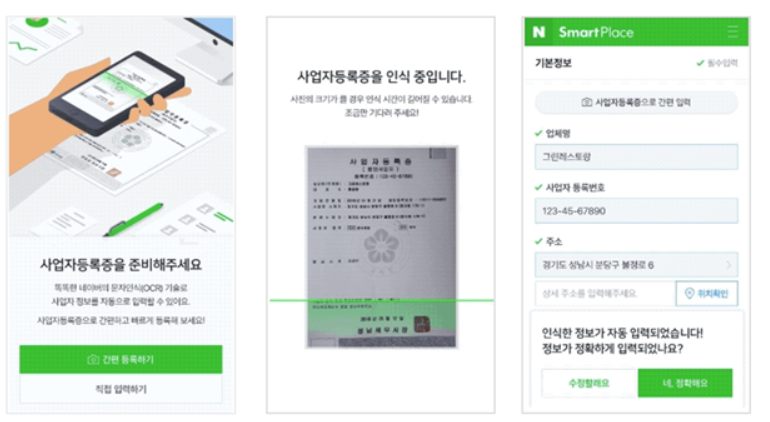 사업자등록증을 준비해주세요
똑똑한 네이버의 문자인식(OCR) 기술로
사업자 정보를 자동으로 입력할 수 있어요.
사업자등록증으로 간편하고 빠르게 등록해 보세요!
간편 등록하기
직접 입력하기
사업자등록증을 인식 중입니다.
사진의 크기가 클 경우 인식 시간이 길어질 수 있습니다.
조금만 기다려 주세요!
사업자등록증
등록번호 : 123-45-67890
성남세무서장
N SmartPlace
기본정보
필수입력
사업자등록증으로 간편 입력
업체명
그린레스토랑
사업자 등록번호
123-45-67890
주소
경기도 성남시 분당구 불정로 6
상세 주소를 입력해주세요.
위치확인
인식한 정보가 자동 입력되었습니다!
정보가 정확하게 입력되었나요?
수정할래요
네, 정확해요